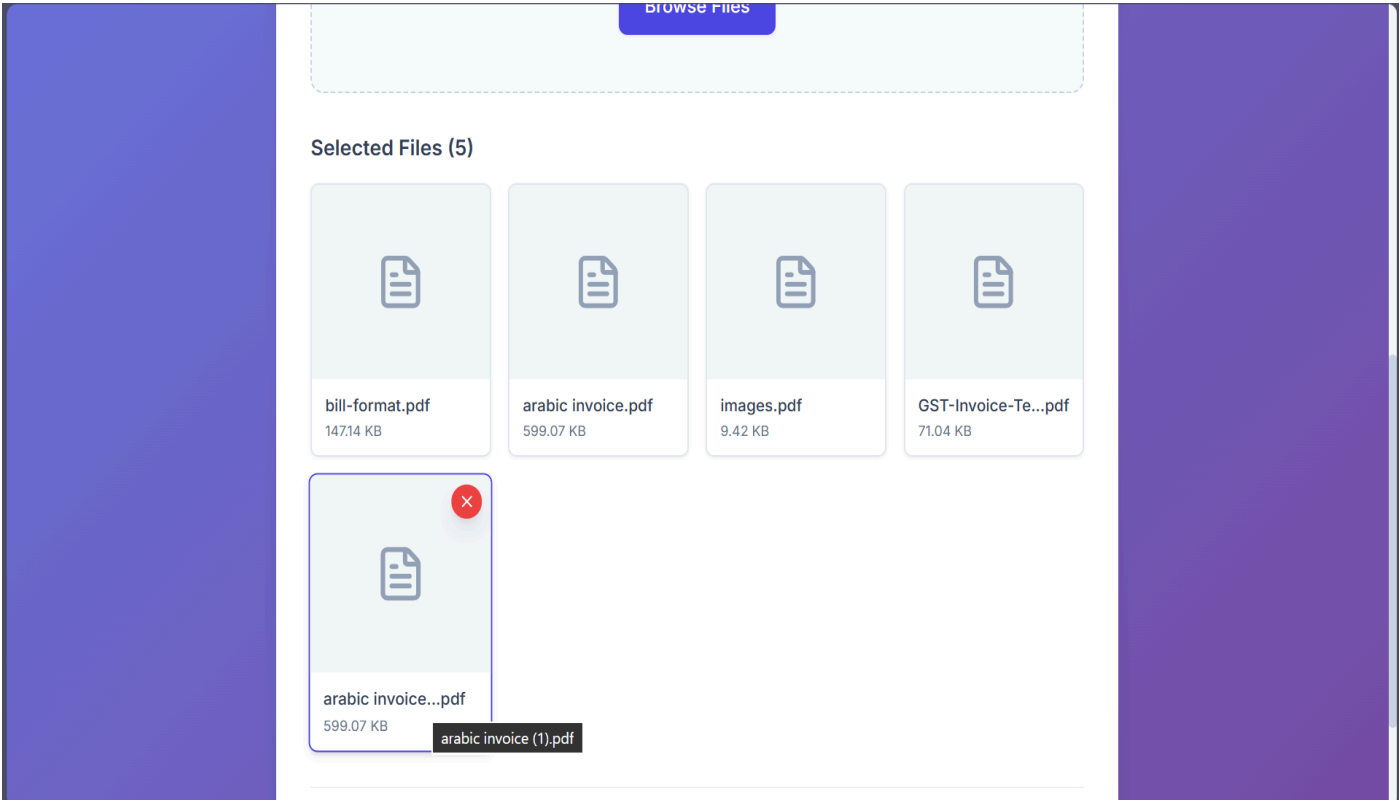 Browse Files
Selected Files (5)
bill-format.pdf
147.14 KB
arabic invoice.pdf
599.07 KB
images.pdf
9.42 KB
GST-Invoice-Te...pdf
71.04 KB
arabic invoice...pdf
599.07 KB
arabic invoice (1).pdf